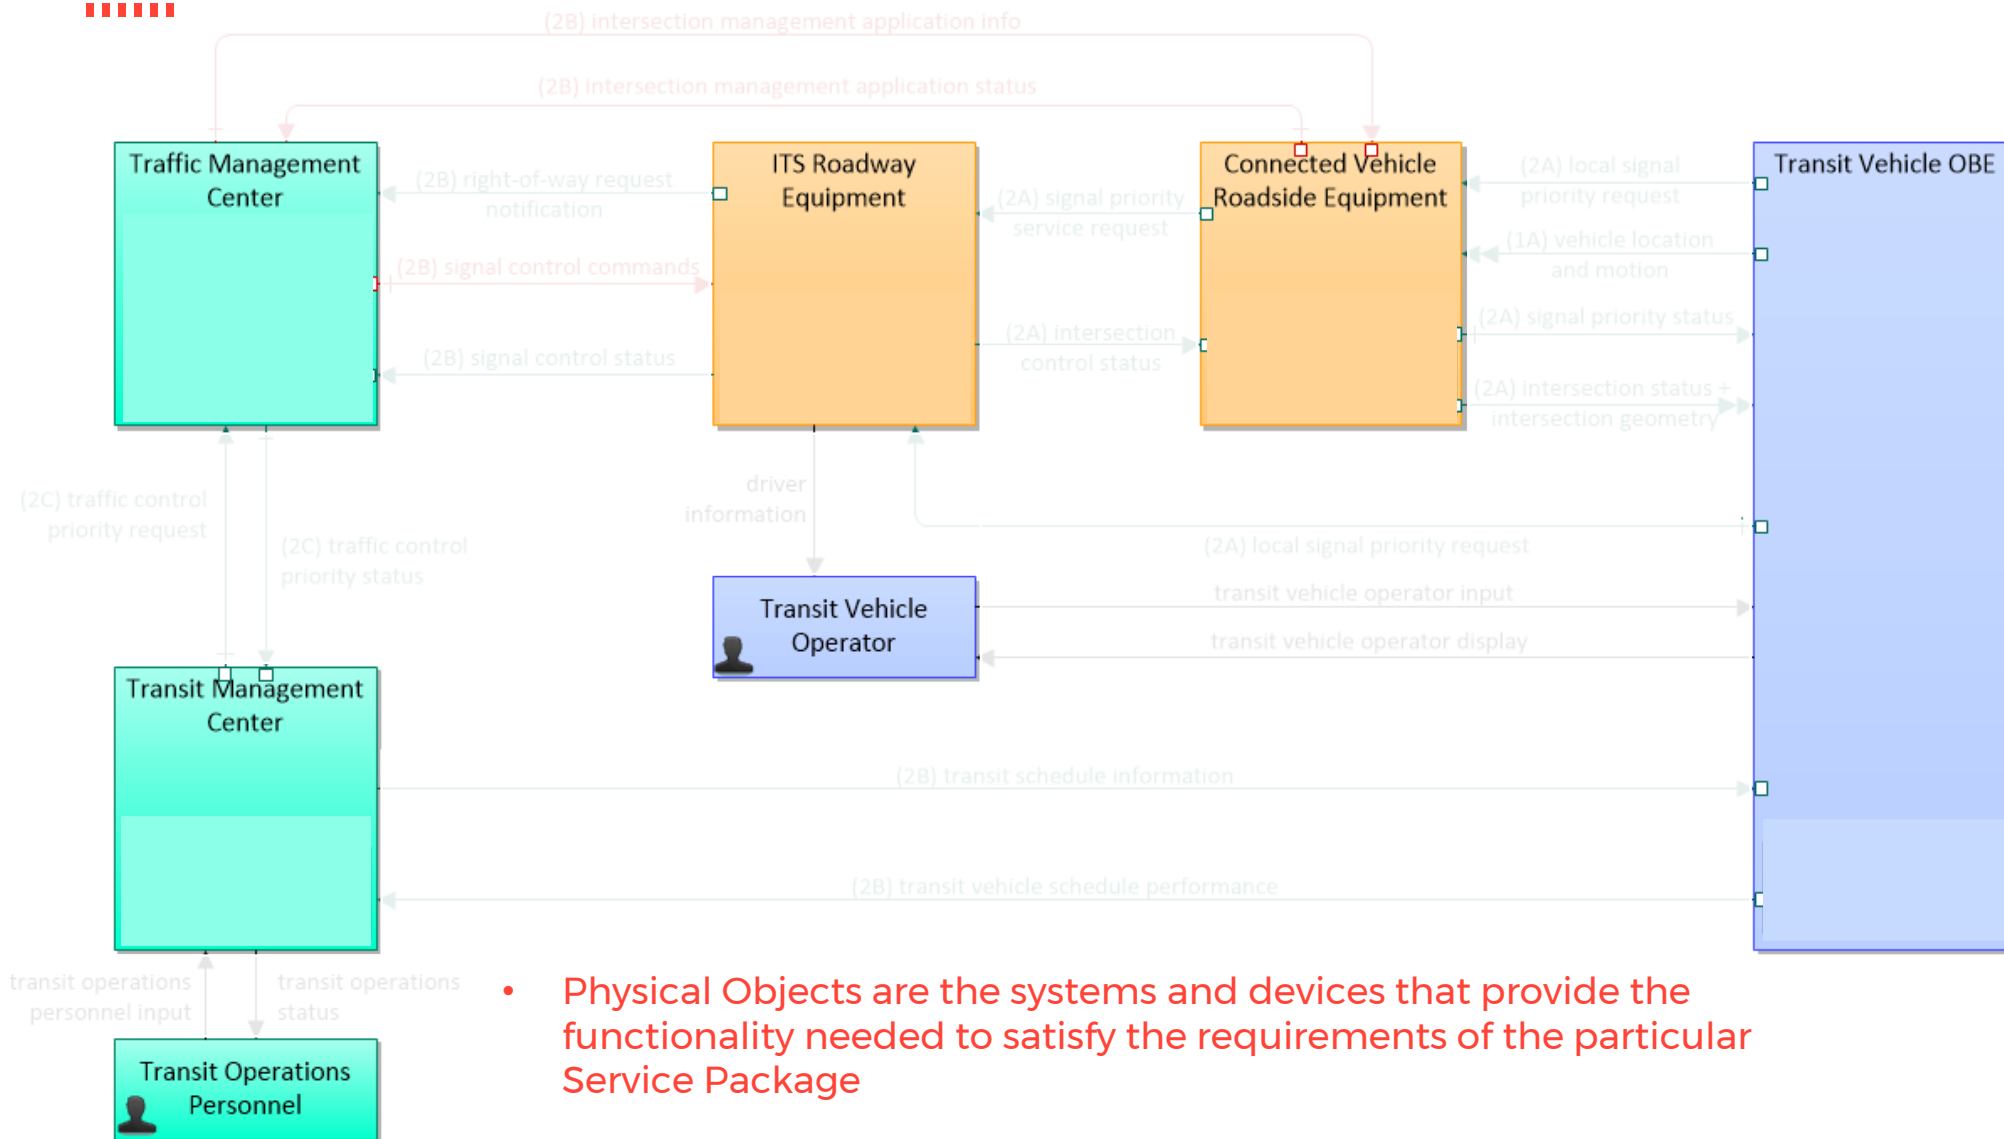 (2B) intersection management application info
(2B) intersection management application status
Traffic Management
Center
(2B) right-of-way request
notification
(2B) signal control commands
(2B) signal control status
ITS Roadway
Equipment
(2A) signal priority
service request
(2A) intersection
control status
Connected Vehicle
Roadside Equipment
(2A) local signal
priority request
(1A) vehicle location
and motion
(2A) signal priority status
(2A) intersection status +
intersection geometry
Transit Vehicle OBE
(2C) traffic control
priority request
(2C) traffic control
priority status
driver
information
(2A) local signal priority request
Transit Vehicle
Operator
transit vehicle operator input
transit vehicle operator display
Transit Management
Center
(2B) transit schedule information
(2B) transit vehicle schedule performance
transit operations
personnel input
transit operations
status
Transit Operations
Personnel
• Physical Objects are the systems and devices that provide the
functionality needed to satisfy the requirements of the particular
Service Package